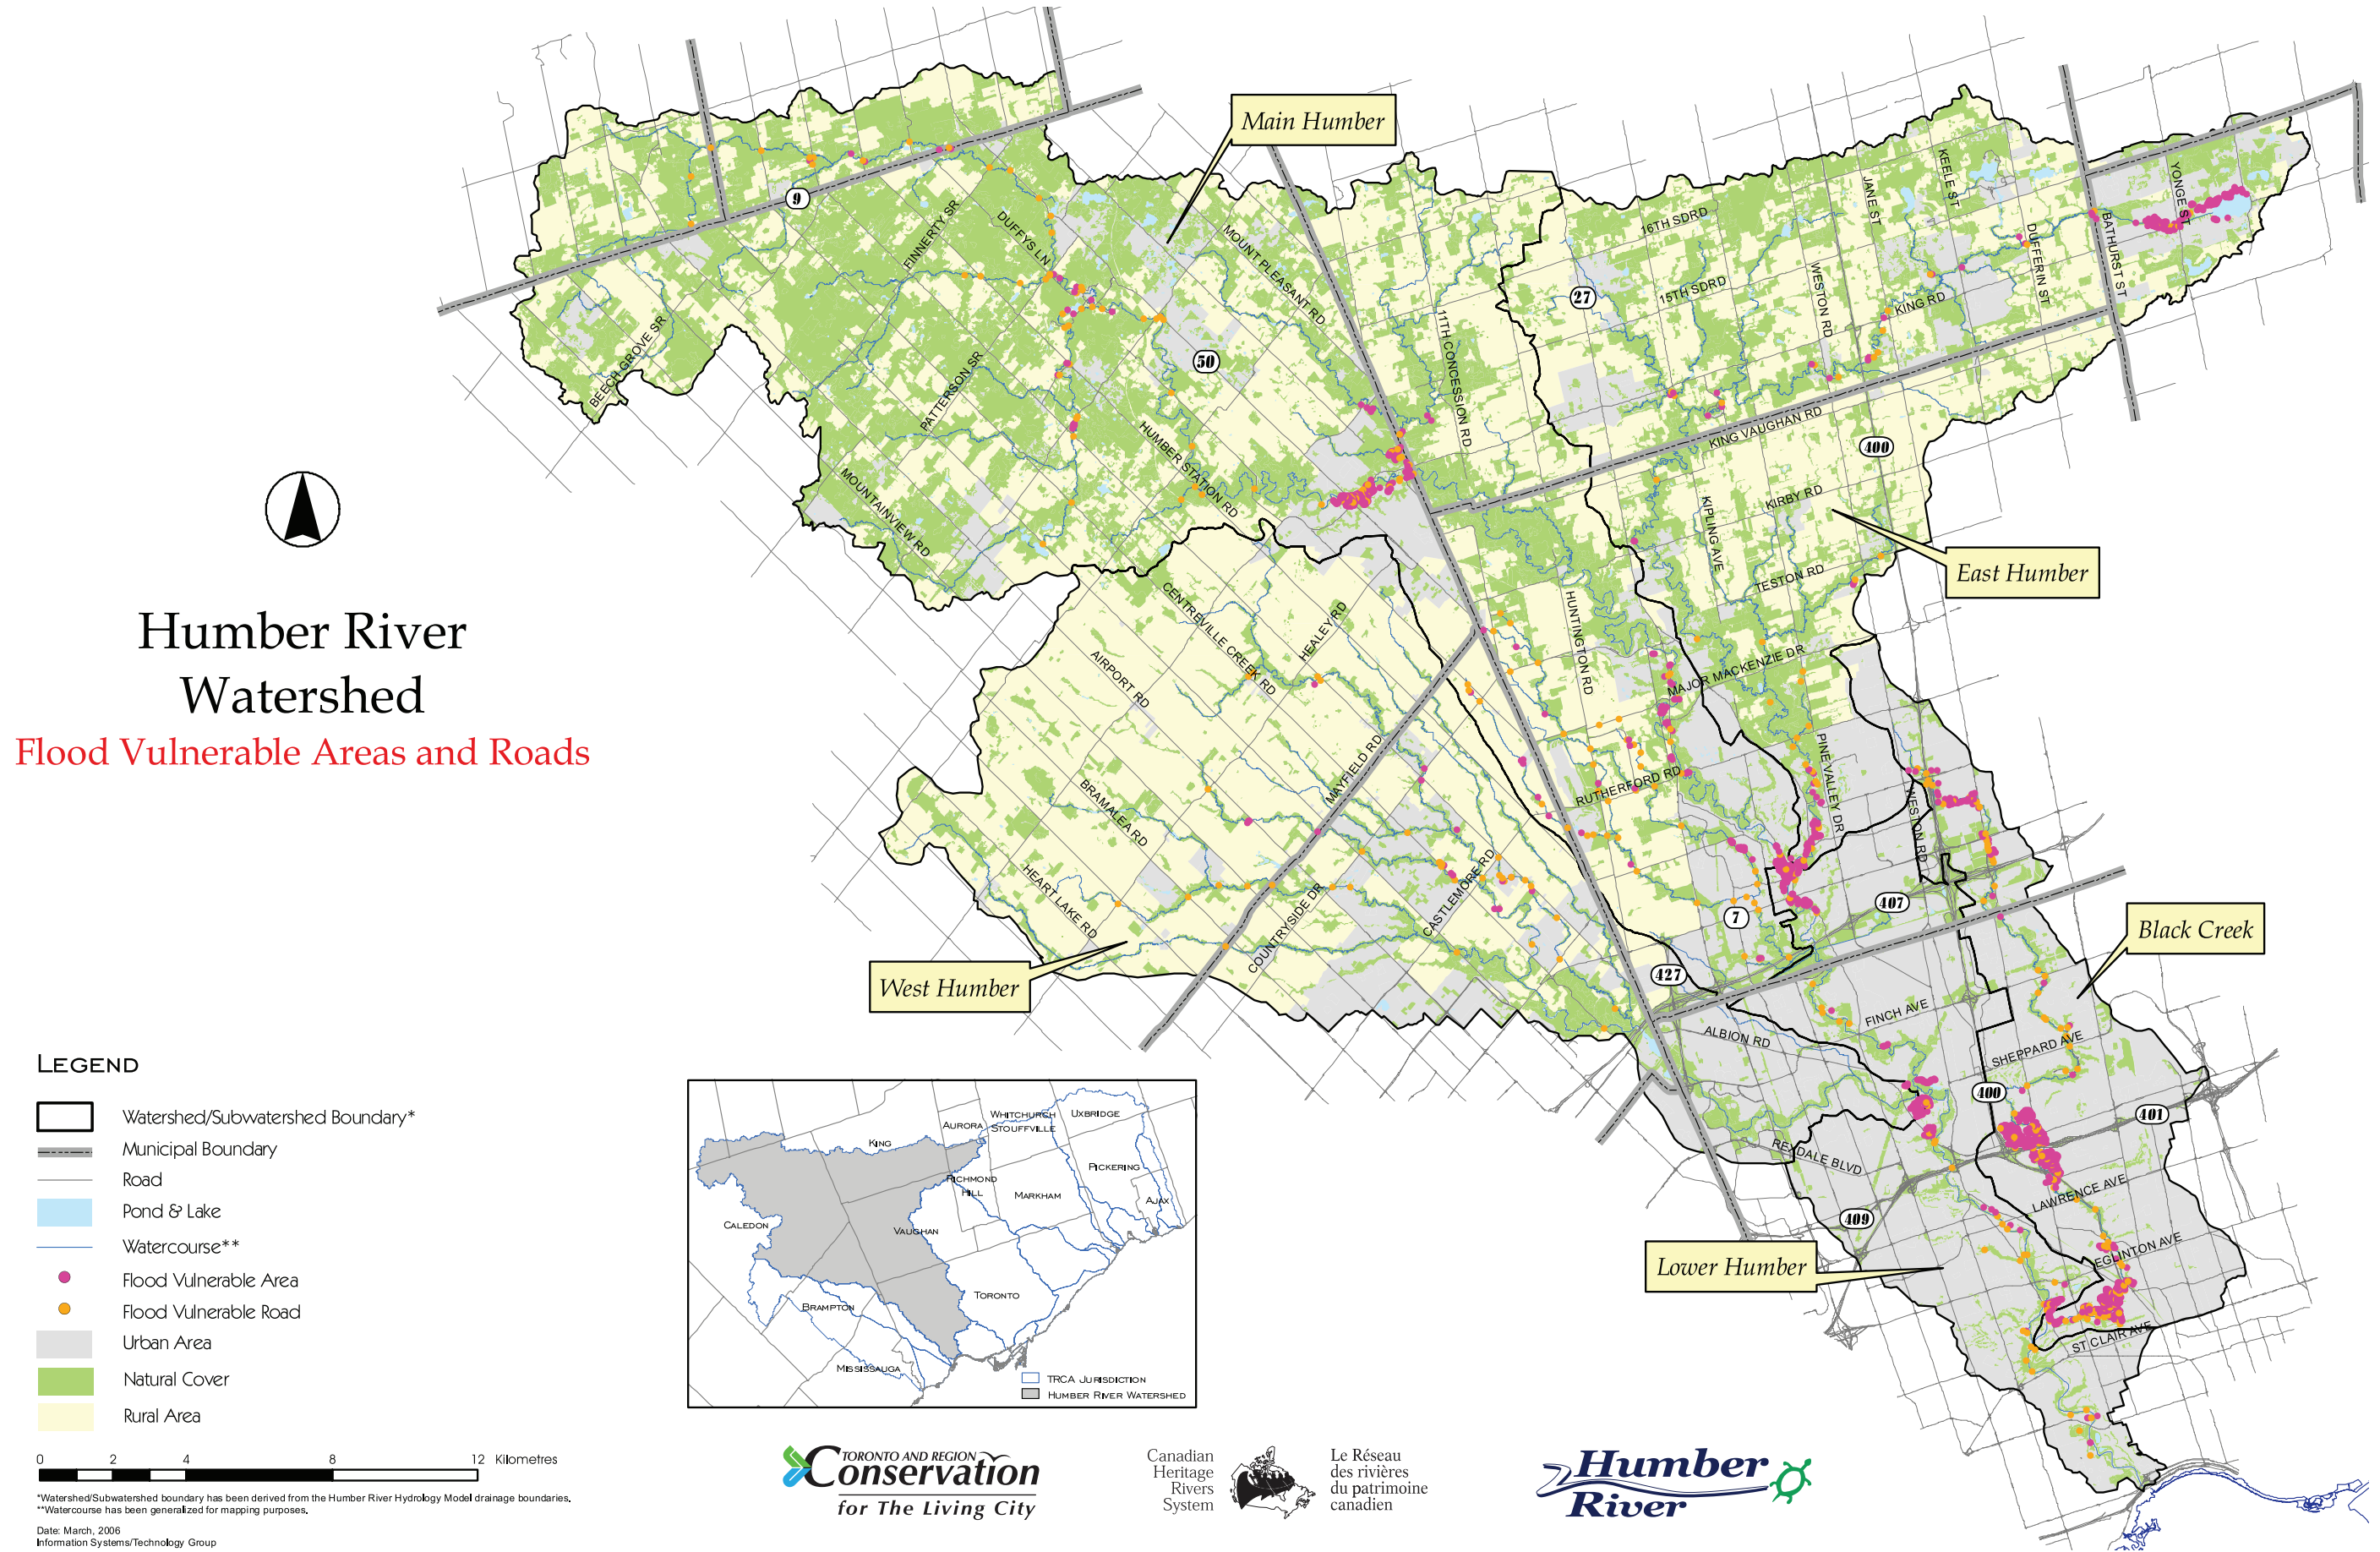 Humber River
Watershed
Flood Vulnerable Areas and Roads
Main Humber
East Humber
West Humber
Black Creek
Lower Humber
9
50
27
400
7
407
427
400
401
409
FINNERTY SR
DUFFYS LN
BEECH GROVE SR
PATTERSON SR
MOUNTAINVIEW RD
MOUNT PLEASANT RD
HUMBER STATION RD
11TH CONCESSION RD
16TH SDRD
15TH SDRD
JANE ST
KEELE ST
WESTON RD
KING RD
DUFFERIN ST
BATHURST ST
YONGE ST
KING VAUGHAN RD
KIPLING AVE
KIRBY RD
TESTON RD
HUNTINGTON RD
MAJOR MACKENZIE DR
CENTREVILLE CREEK RD
HEALEY RD
AIRPORT RD
MAYFIELD RD
BRAMALEA RD
HEART LAKE RD
COUNTRYSIDE DR
CASTLEMORE RD
RUTHERFORD RD
PINE VALLEY DR
WESTON RD
FINCH AVE
ALBION RD
SHEPPARD AVE
REXDALE BLVD
LAWRENCE AVE
EGLINTON AVE
ST CLAIR AVE
LEGEND
Watershed/Subwatershed Boundary*
Municipal Boundary
Road
Pond & Lake
Watercourse**
Flood Vulnerable Area
Flood Vulnerable Road
Urban Area
Natural Cover
Rural Area
0 2 4 8 12 Kilometres
*Watershed/Subwatershed boundary has been derived from the Humber River Hydrology Model drainage boundaries.
**Watercourse has been generalized for mapping purposes.
Date: March, 2006
Information Systems/Technology Group
KING
AURORA
WHITCHURCH
STOUFFVILLE
UXBRIDGE
PICKERING
RICHMOND
HILL
MARKHAM
AJAX
CALEDON
VAUGHAN
BRAMPTON
TORONTO
MISSISSAUGA
TRCA JURISDICTION
HUMBER RIVER WATERSHED
TORONTO AND REGION
Conservation
for The Living City
Canadian
Heritage
Rivers
System
Le Réseau
des rivières
du patrimoine
canadien
Humber
River